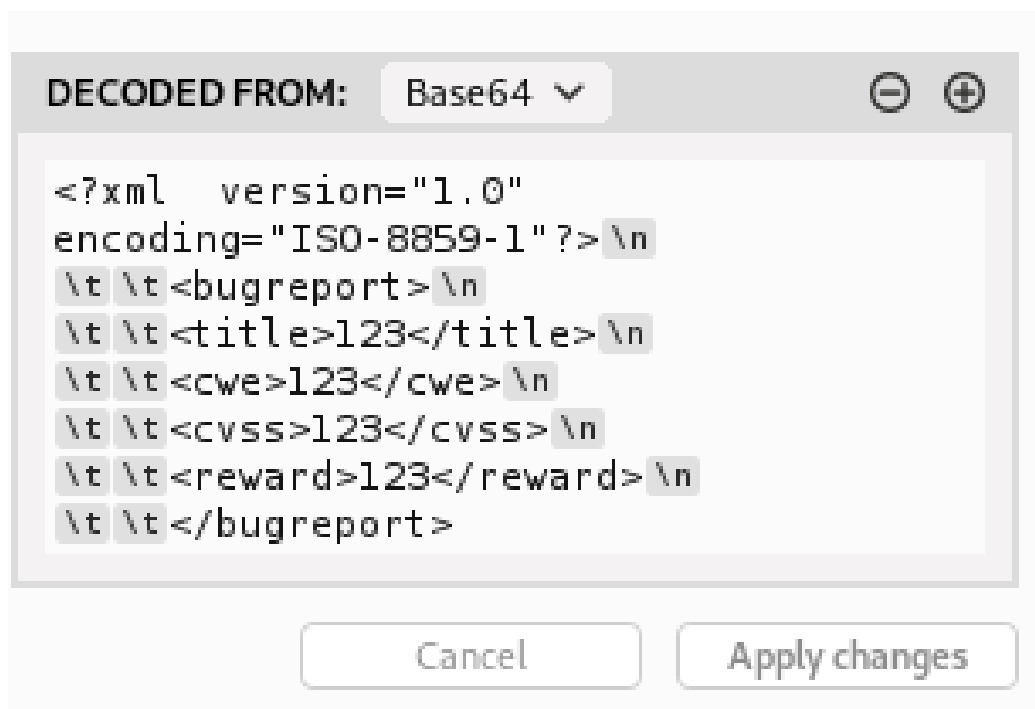 DECODED FROM: Base64
<?xml  version="1.0"
encoding="ISO-8859-1"?>\n
\t\t<bugreport>\n
\t\t<title>123</title>\n
\t\t<cwe>123</cwe>\n
\t\t<cvss>123</cvss>\n
\t\t<reward>123</reward>\n
\t\t</bugreport>
Cancel Apply changes